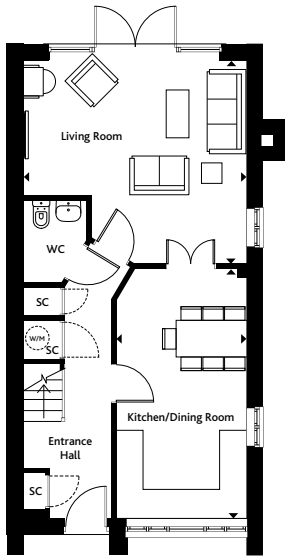 Living Room
WC
SC
W/M
SC
Kitchen/Dining Room
Entrance
Hall
SC